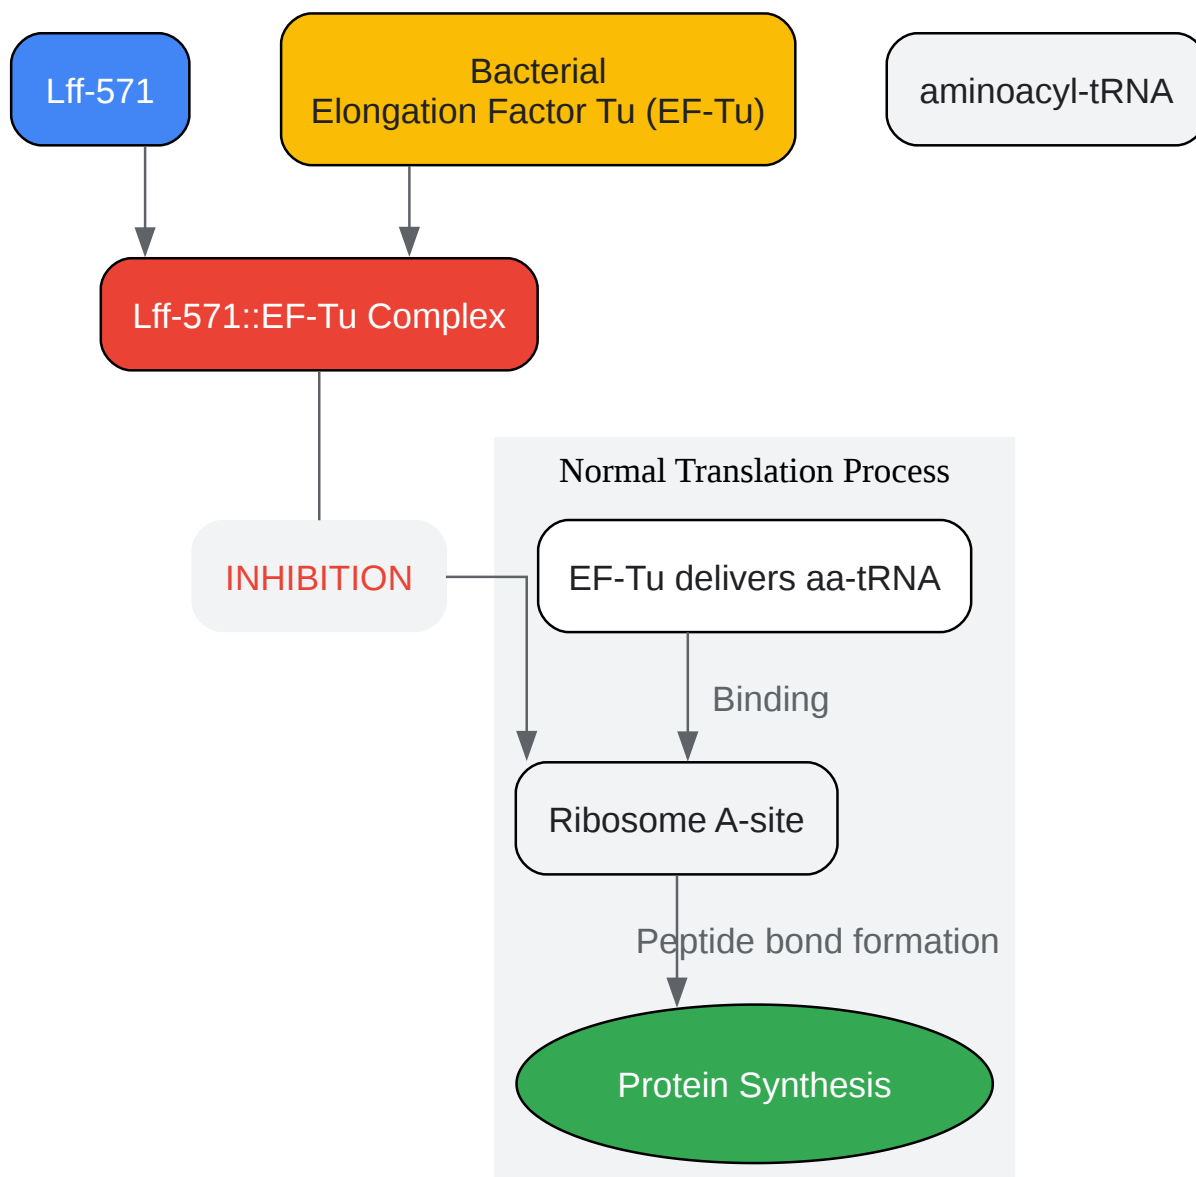 Lff-571
Bacterial
Elongation Factor Tu (EF-Tu)
aminoacyl-tRNA
Lff-571::EF-Tu Complex
Normal Translation Process
INHIBITION
EF-Tu delivers aa-tRNA
Binding
Ribosome A-site
Peptide bond formation
Protein Synthesis